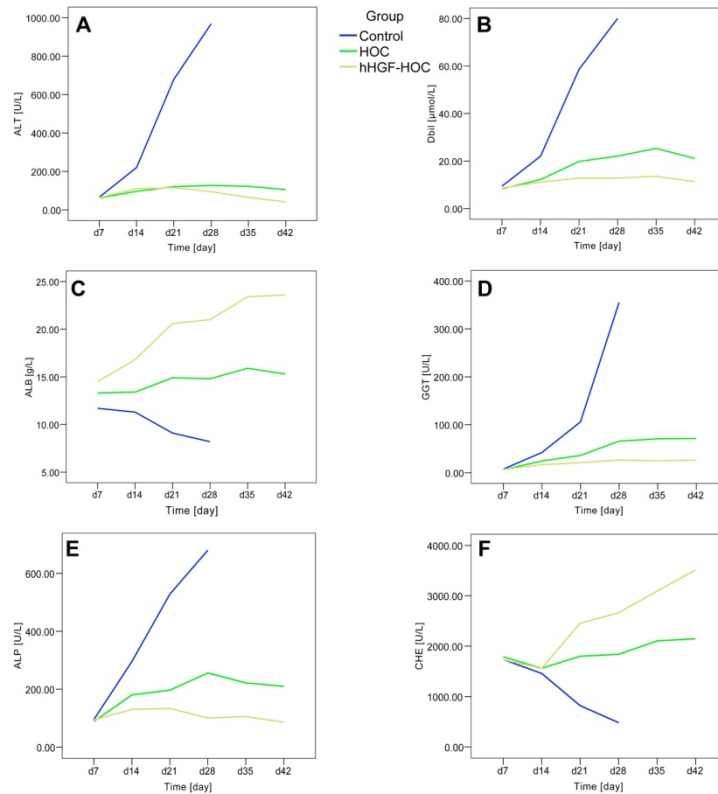 A
ALT [U/L]
1000.00
800.00
600.00
400.00
200.00
0.00
d7 d14 d21 d28 d35 d42
Time [day]
Group
Control
HOC
hHGF-HOC
B
Dbil [µmol/L]
80.00
60.00
40.00
20.00
0.00
d7 d14 d21 d28 d35 d42
Time [day]
C
ALB [g/L]
25.00
20.00
15.00
10.00
5.00
d7 d14 d21 d28 d35 d42
Time [day]
D
GGT [U/L]
400.00
300.00
200.00
100.00
0.00
d7 d14 d21 d28 d35 d42
Time [day]
E
ALP [U/L]
600.00
400.00
200.00
0.00
d7 d14 d21 d28 d35 d42
Time [day]
F
CHE [U/L]
4000.00
3000.00
2000.00
1000.00
0.00
d7 d14 d21 d28 d35 d42
Time [day]